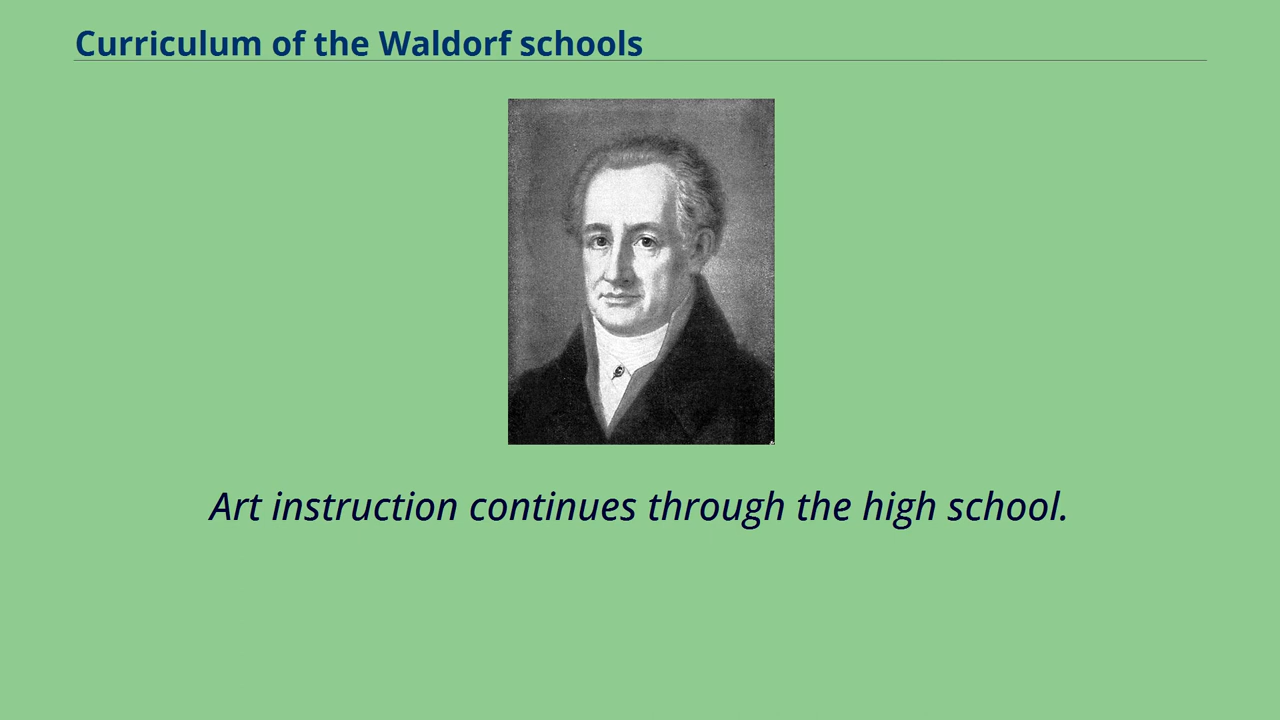 Curriculum of the Waldorf schools
Art instruction continues through the high school.